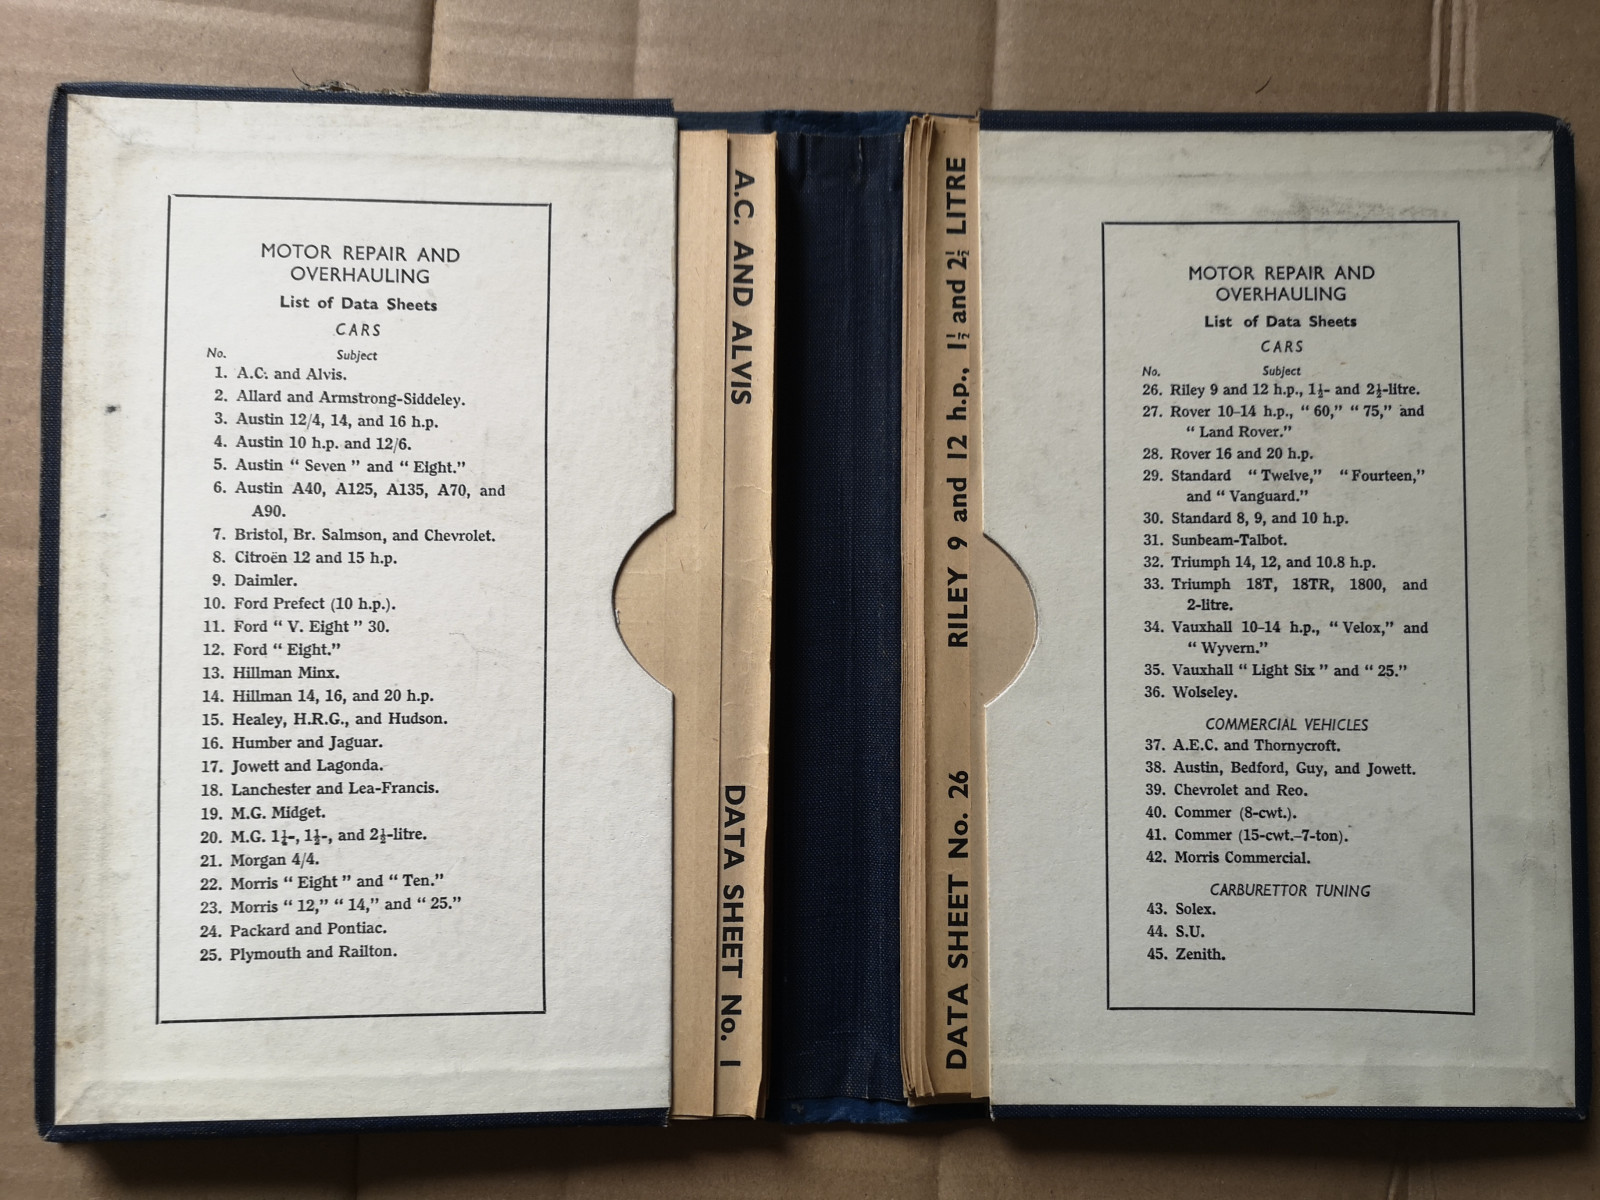 MOTOR REPAIR AND
OVERHAULING
List of Data Sheets
CARS
No. Subject
1. A.C. and Alvis.
2. Allard and Armstrong-Siddeley.
3. Austin 12/4, 14, and 16 h.p.
4. Austin 10 h.p. and 12/6.
5. Austin “ Seven ” and “ Eight.”
6. Austin A40, A125, A135, A70, and
A90.
7. Bristol, Br. Salmson, and Chevrolet.
8. Citroën 12 and 15 h.p.
9. Daimler.
10. Ford Prefect (10 h.p.).
11. Ford “ V. Eight ” 30.
12. Ford “ Eight.”
13. Hillman Minx.
14. Hillman 14, 16, and 20 h.p.
15. Healey, H.R.G., and Hudson.
16. Humber and Jaguar.
17. Jowett and Lagonda.
18. Lanchester and Lea-Francis.
19. M.G. Midget.
20. M.G. 1¼-, 1½-, and 2½-litre.
21. Morgan 4/4.
22. Morris “ Eight ” and “ Ten.”
23. Morris “ 12,” “ 14,” and “ 25.”
24. Packard and Pontiac.
25. Plymouth and Railton.
A.C. AND ALVIS DATA SHEET No. 1
DATA SHEET No. 26 RILEY 9 and 12 h.p., 1½ and 2½ LITRE
MOTOR REPAIR AND
OVERHAULING
List of Data Sheets
CARS
No. Subject
26. Riley 9 and 12 h.p., 1½- and 2½-litre.
27. Rover 10–14 h.p., “ 60,” “ 75,” and
“ Land Rover.”
28. Rover 16 and 20 h.p.
29. Standard “ Twelve,” “ Fourteen,”
and “ Vanguard.”
30. Standard 8, 9, and 10 h.p.
31. Sunbeam-Talbot.
32. Triumph 14, 12, and 10.8 h.p.
33. Triumph 18T, 18TR, 1800, and
2-litre.
34. Vauxhall 10–14 h.p., “ Velox,” and
“ Wyvern.”
35. Vauxhall “ Light Six ” and “ 25.”
36. Wolseley.
COMMERCIAL VEHICLES
37. A.E.C. and Thornycroft.
38. Austin, Bedford, Guy, and Jowett.
39. Chevrolet and Reo.
40. Commer (8-cwt.).
41. Commer (15-cwt.–7-ton).
42. Morris Commercial.
CARBURETTOR TUNING
43. Solex.
44. S.U.
45. Zenith.